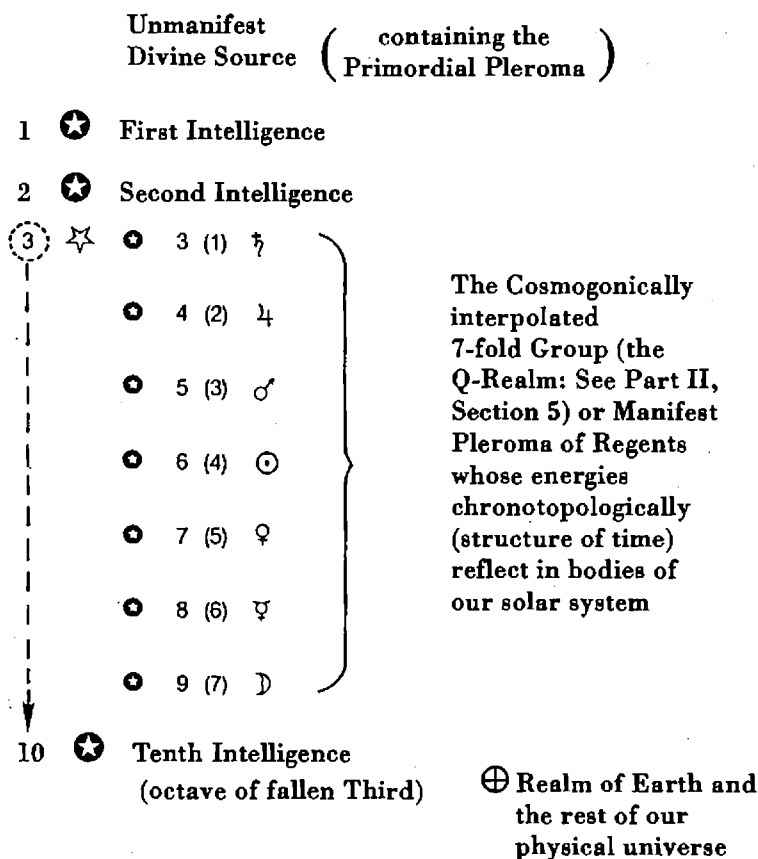 Unmanifest
Divine Source ( containing the
Primordial Pleroma )
1 ✪ First Intelligence
2 ✪ Second Intelligence
3 ☆ ✪ 3 (1) ♄
✪ 4 (2) ♃
✪ 5 (3) ♂
✪ 6 (4) ☉
✪ 7 (5) ♀
✪ 8 (6) ☿
✪ 9 (7) ☽
The Cosmogonically
interpolated
7-fold Group (the
Q-Realm: See Part II,
Section 5) or Manifest
Pleroma of Regents
whose energies
chronotopologically
(structure of time)
reflect in bodies of
our solar system
10 ✪ Tenth Intelligence
(octave of fallen Third)
⊕ Realm of Earth and
the rest of our
physical universe